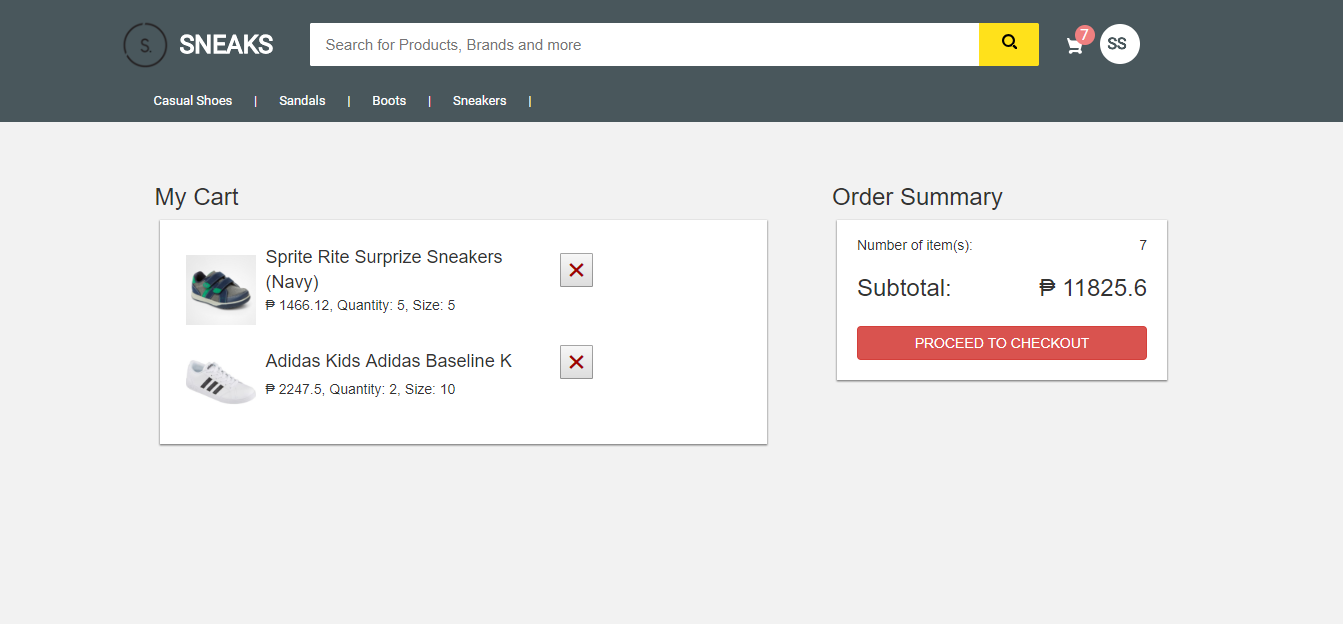 S.
SNEAKS
Search for Products, Brands and more
7
SS
Casual Shoes | Sandals | Boots | Sneakers |
My Cart
Sprite Rite Surprize Sneakers
(Navy)
₱ 1466.12, Quantity: 5, Size: 5
Adidas Kids Adidas Baseline K
₱ 2247.5, Quantity: 2, Size: 10
Order Summary
Number of item(s): 7
Subtotal: ₱ 11825.6
PROCEED TO CHECKOUT